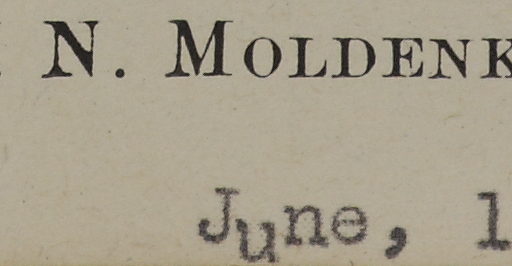 N. MOLDENK
June, 1